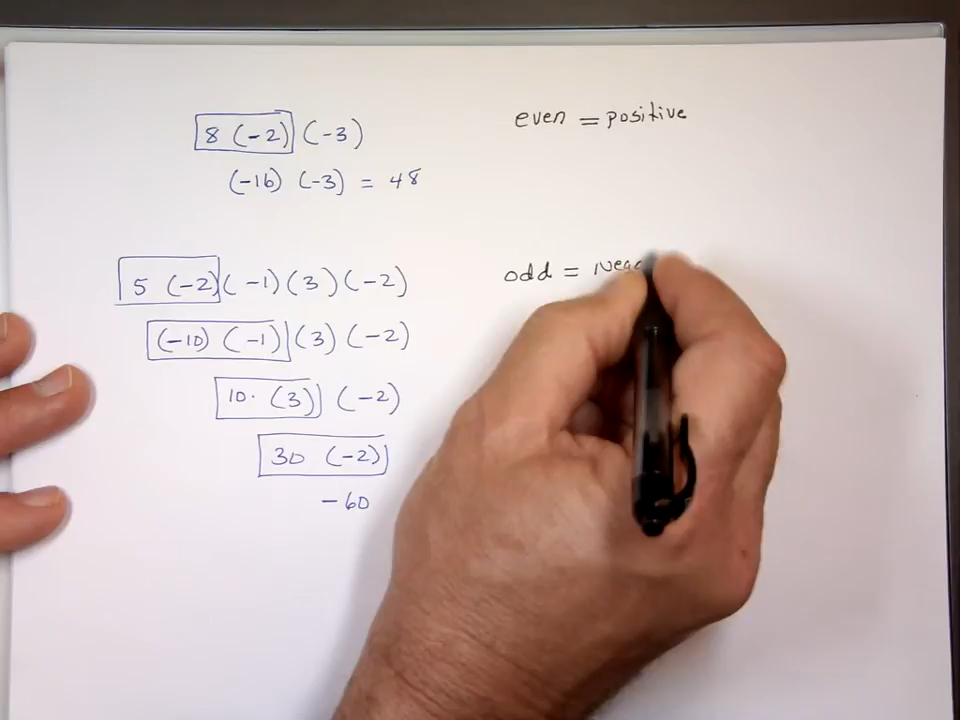 8 (-2) (-3)
even = positive
(-16) (-3) = 48
5 (-2) (-1) (3) (-2)
odd =
(-10) (-1) (3) (-2)
10 · (3) (-2)
30 (-2)
-60